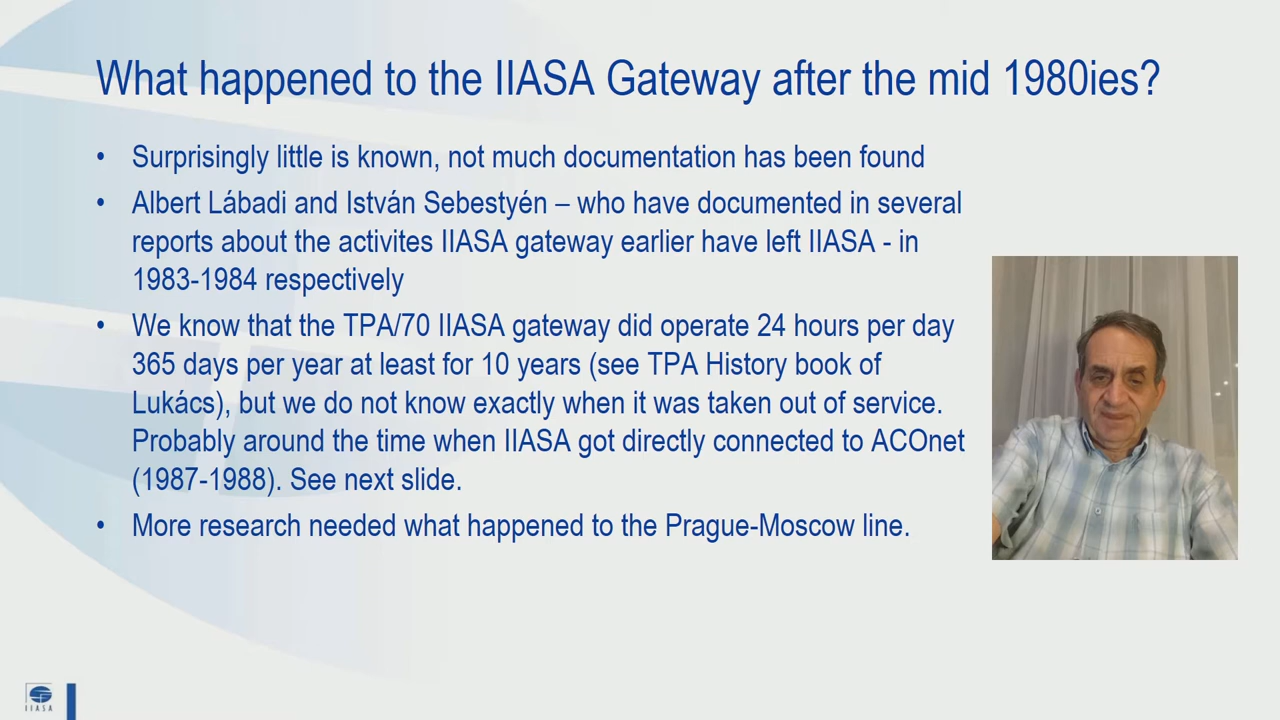 What happened to the IIASA Gateway after the mid 1980ies?
• Surprisingly little is known, not much documentation has been found
• Albert Lábadi and István Sebestyén – who have documented in several
reports about the activites IIASA gateway earlier have left IIASA - in
1983-1984 respectively
• We know that the TPA/70 IIASA gateway did operate 24 hours per day
365 days per year at least for 10 years (see TPA History book of
Lukács), but we do not know exactly when it was taken out of service.
Probably around the time when IIASA got directly connected to ACOnet
(1987-1988). See next slide.
• More research needed what happened to the Prague-Moscow line.
IIASA